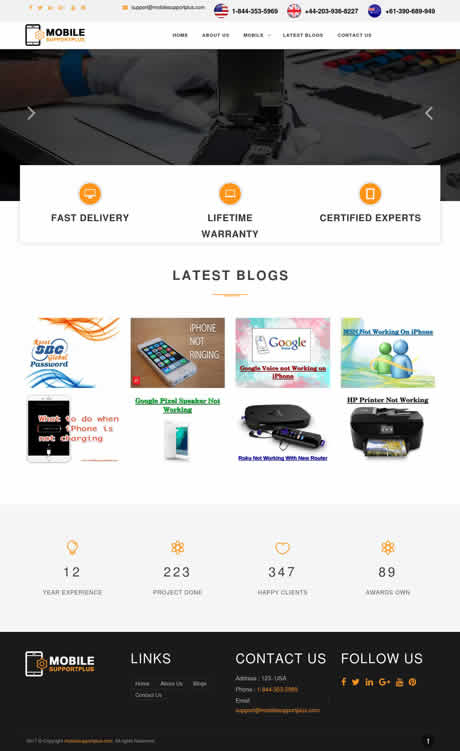 support@mobilesupportplus.com
1-844-353-5969
+44-203-936-8227
+61-390-689-949
MOBILE
SUPPORTPLUS
HOME
ABOUT US
MOBILE
LATEST BLOGS
CONTACT US
FAST DELIVERY
LIFETIME
WARRANTY
CERTIFIED EXPERTS
LATEST BLOGS
Reset
SBC
Global
Password
iPHONE
NOT
RINGING
Google
Google Voice not Working on
iPhone
MSN Not Working On iPhone
What to do when
iPhone is
not charging
Google Pixel Speaker Not
Working
Roku Not Working With New Router
HP Printer Not Working
12
YEAR EXPERIENCE
223
PROJECT DONE
347
HAPPY CLIENTS
89
AWARDS OWN
MOBILE
SUPPORTPLUS
LINKS
Home
About Us
Blogs
Contact Us
CONTACT US
Address : 123- USA
Phone : 1-844-353-5969
Email :
support@mobilesupportplus.com
FOLLOW US
2017 © Copyright mobilesupportplus.com. All rights Reserved.